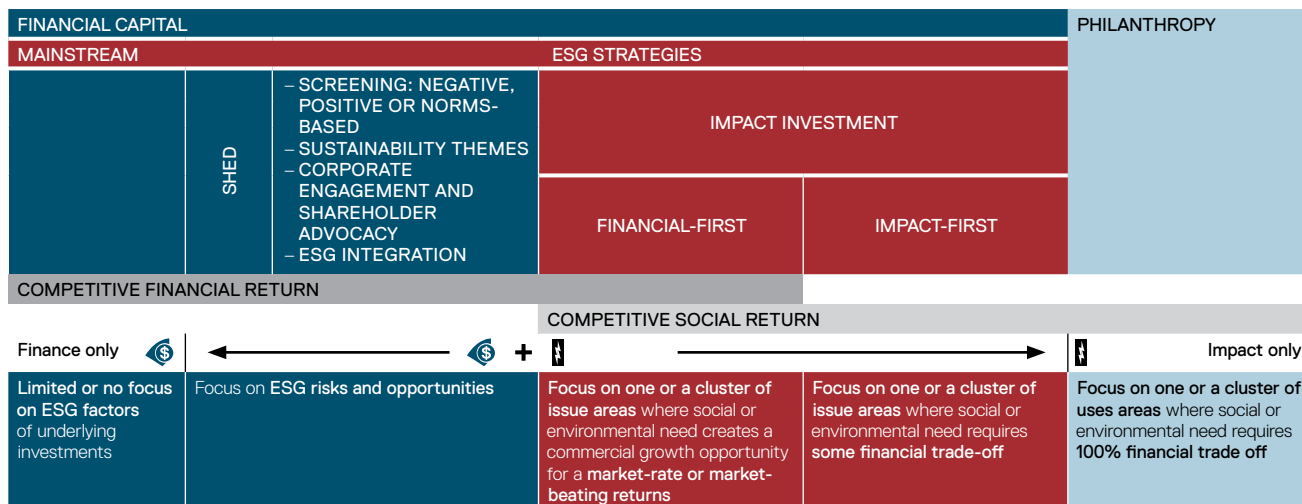 FINANCIAL CAPITAL
PHILANTHROPY
MAINSTREAM
ESG STRATEGIES
SHED
– SCREENING: NEGATIVE,
POSITIVE OR NORMS-
BASED
– SUSTAINABILITY THEMES
– CORPORATE
ENGAGEMENT AND
SHAREHOLDER
ADVOCACY
– ESG INTEGRATION
IMPACT INVESTMENT
FINANCIAL-FIRST
IMPACT-FIRST
COMPETITIVE FINANCIAL RETURN
COMPETITIVE SOCIAL RETURN
Finance only
$
$
+
Impact only
Limited or no focus
on ESG factors
of underlying
investments
Focus on ESG risks and opportunities
Focus on one or a cluster of
issue areas where social or
environmental need creates a
commercial growth opportunity
for a market-rate or market-
beating returns
Focus on one or a cluster of
issue areas where social or
environmental need requires
some financial trade-off
Focus on one or a cluster of
uses areas where social or
environmental need requires
100% financial trade off